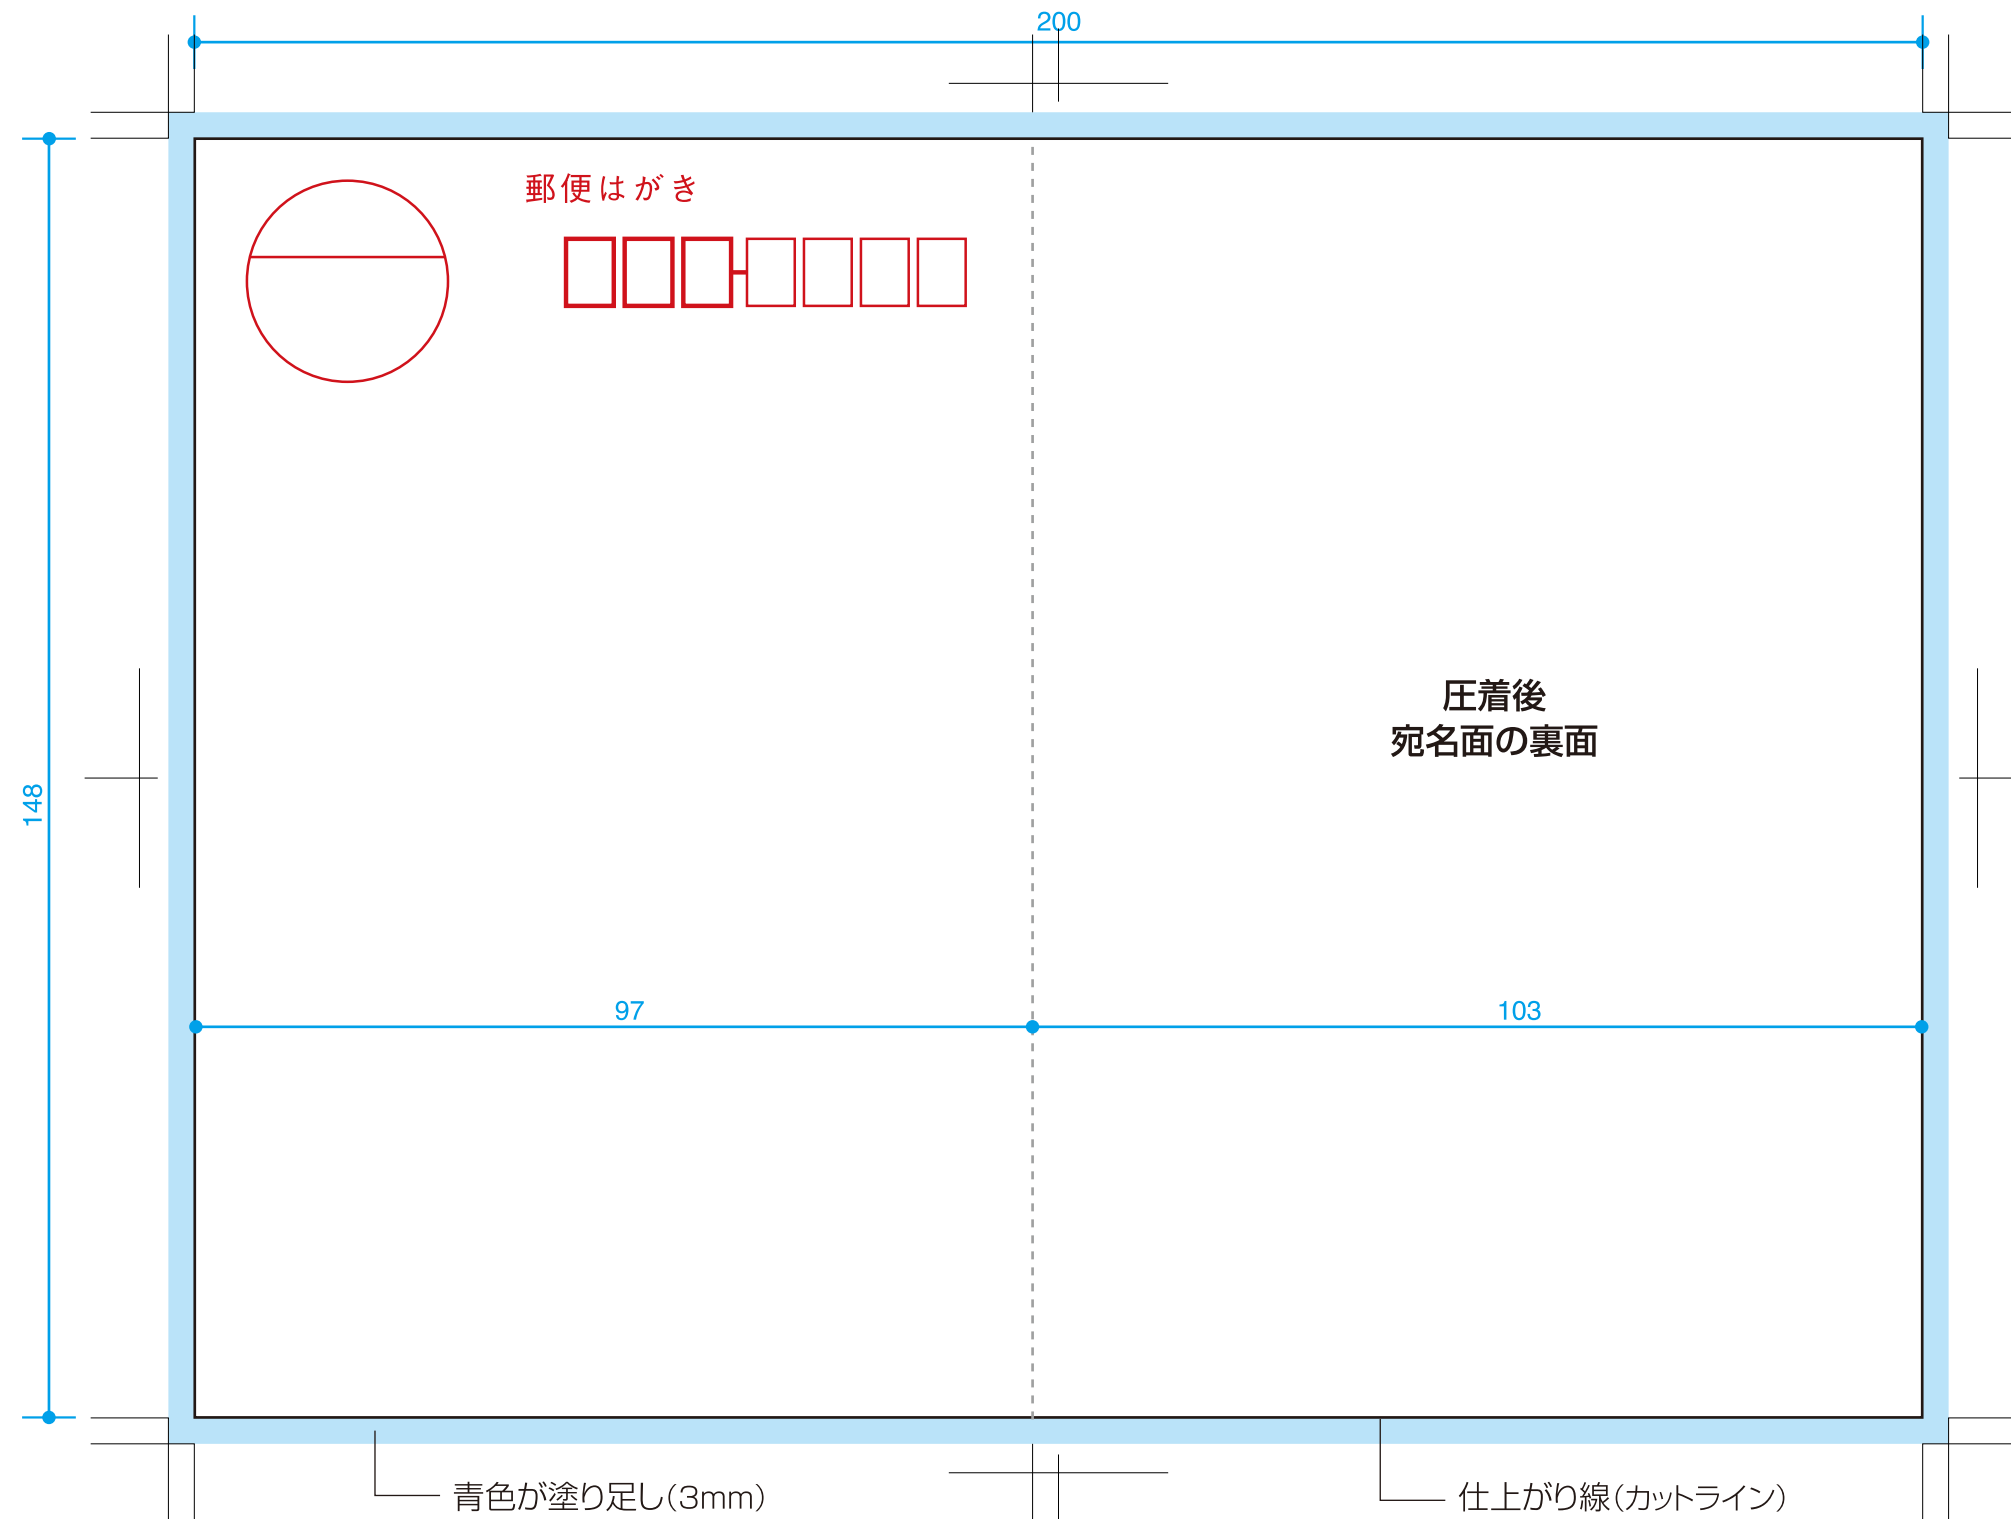 200
郵便はがき
圧着後
宛名面の裏面
148
97
103
青色が塗り足し(3mm)
仕上がり線(カットライン)